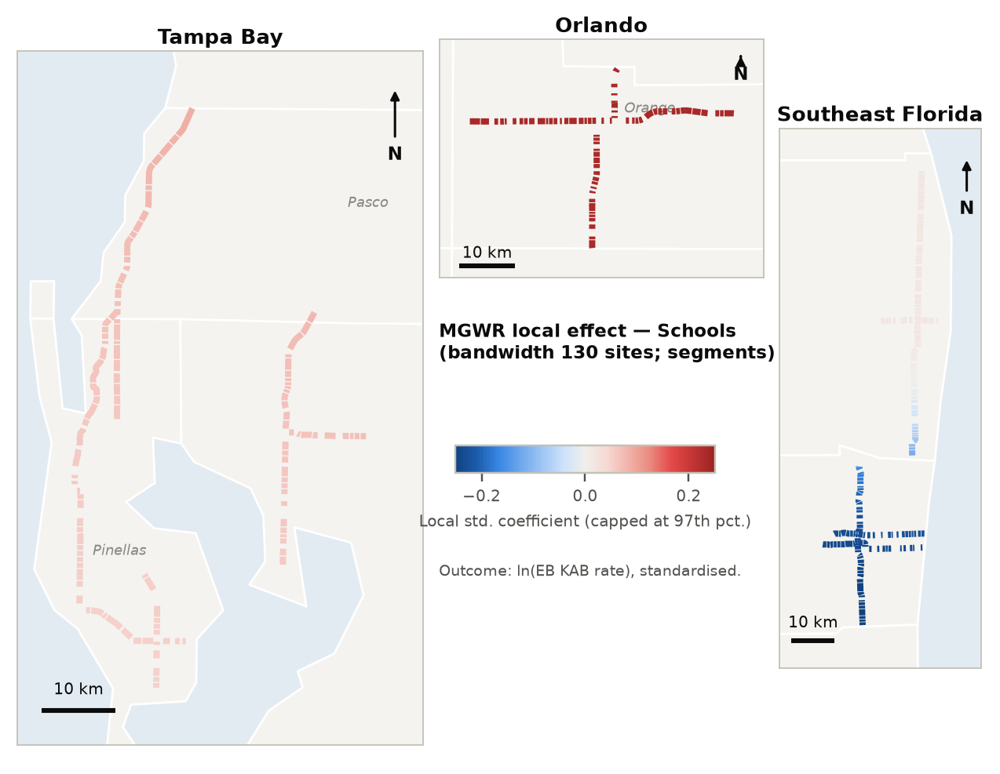 Tampa Bay
N
Pasco
Pinellas
10 km
Orlando
N
Orange
10 km
Southeast Florida
N
10 km
MGWR local effect — Schools
(bandwidth 130 sites; segments)
−0.2 0.0 0.2
Local std. coefficient (capped at 97th pct.)
Outcome: ln(EB KAB rate), standardised.